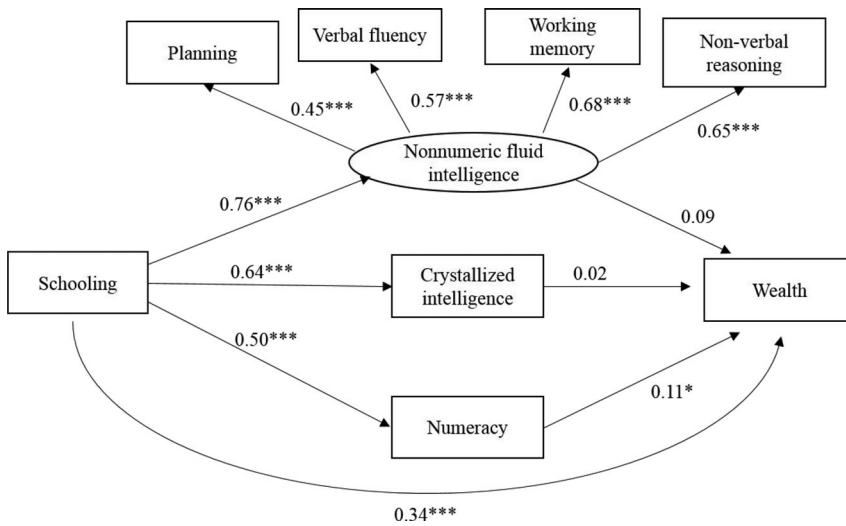 Planning
Verbal fluency
Working
memory
Non-verbal
reasoning
0.45***
0.57***
0.68***
0.65***
Nonnumeric fluid
intelligence
0.76***
0.09
Schooling
0.64***
Crystallized
intelligence
0.02
Wealth
0.50***
0.11*
Numeracy
0.34***